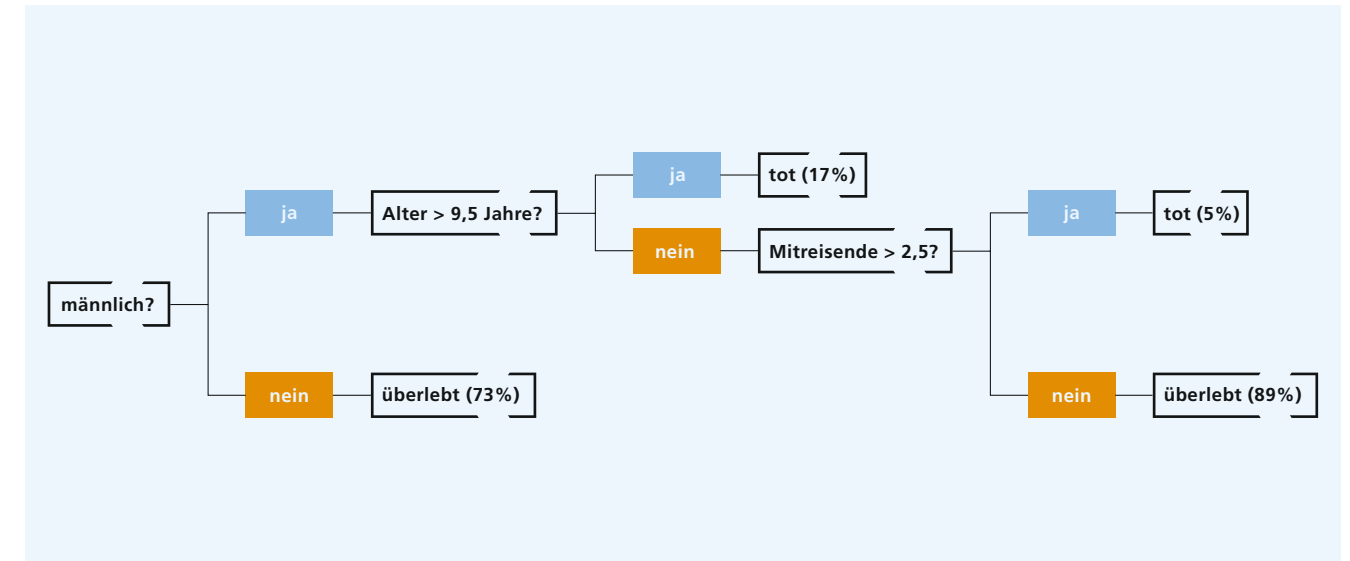 männlich?
ja
Alter > 9,5 Jahre?
ja
tot (17%)
nein
Mitreisende > 2,5?
ja
tot (5%)
nein
überlebt (89%)
nein
überlebt (73%)